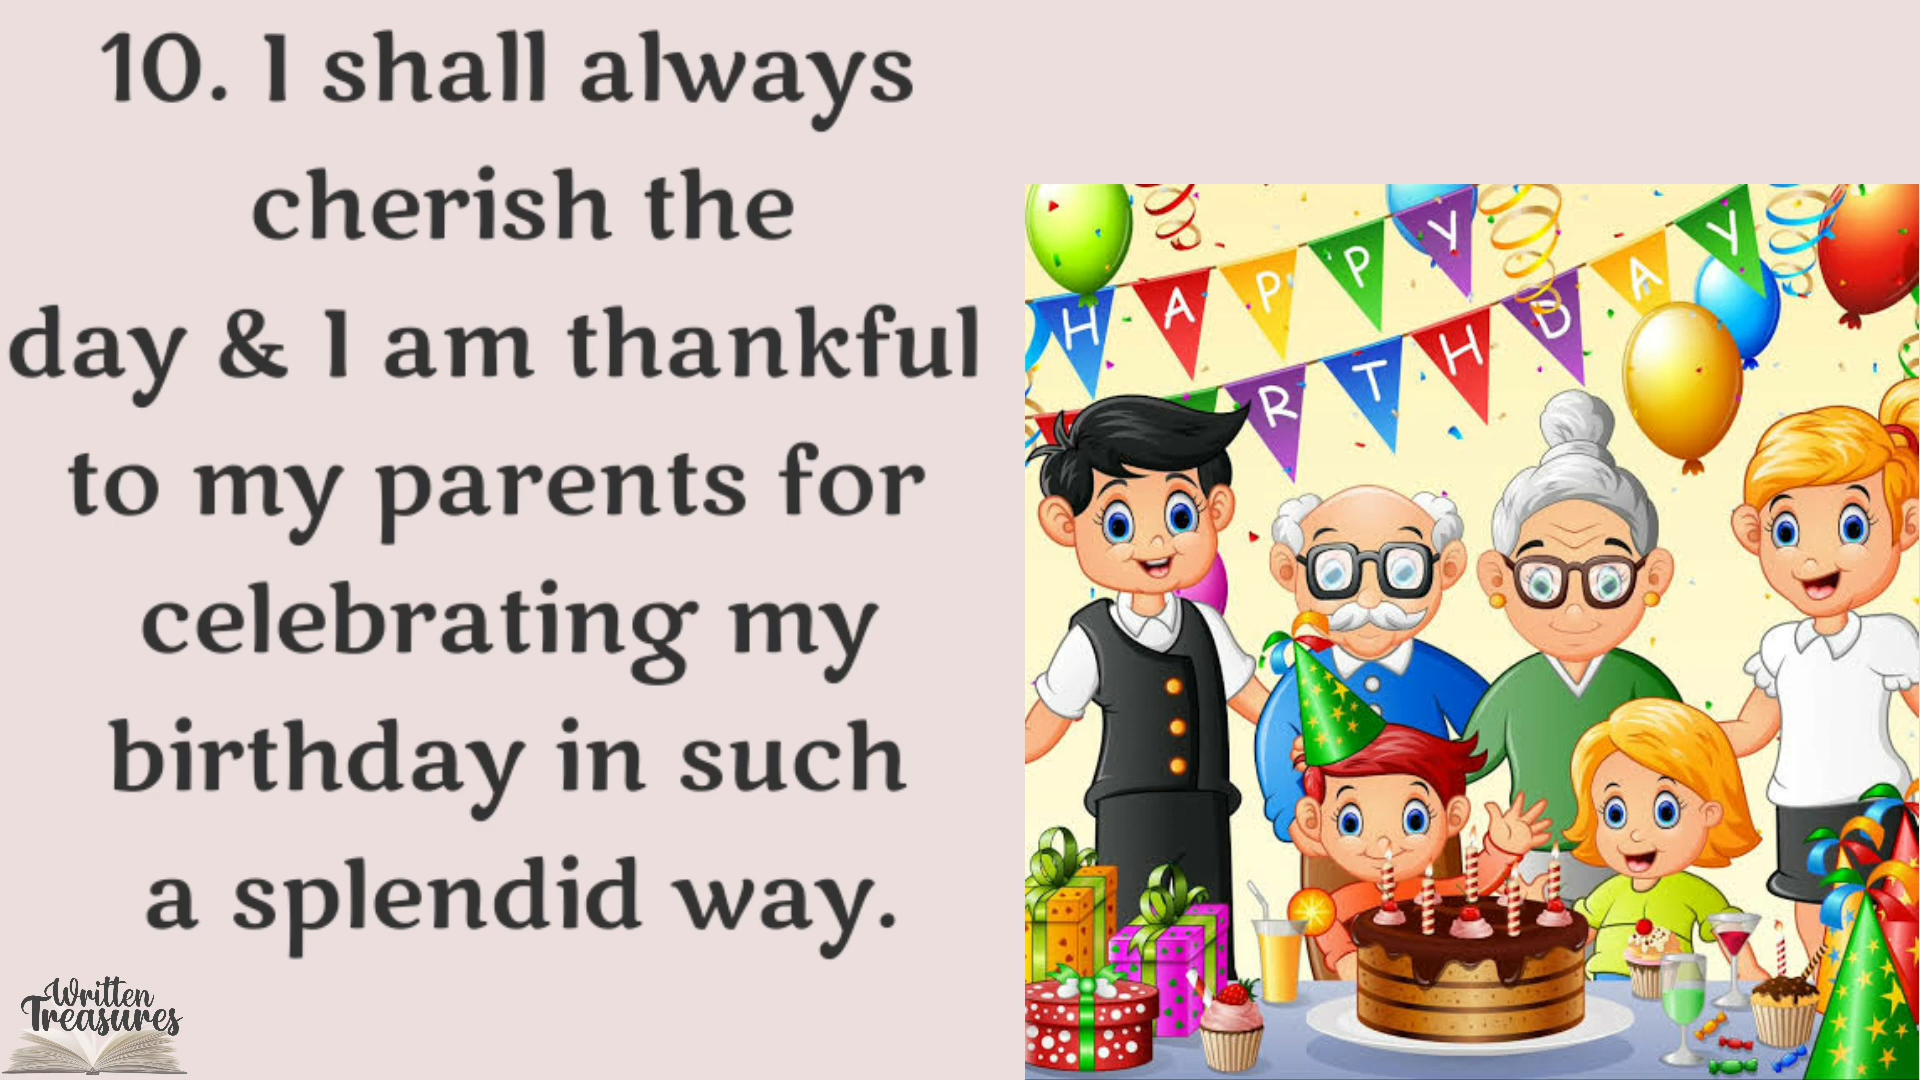 10. I shall always
cherish the
day & I am thankful
to my parents for
celebrating my
birthday in such
a splendid way.
HAPPY
RTHDAY
Written
Treasures